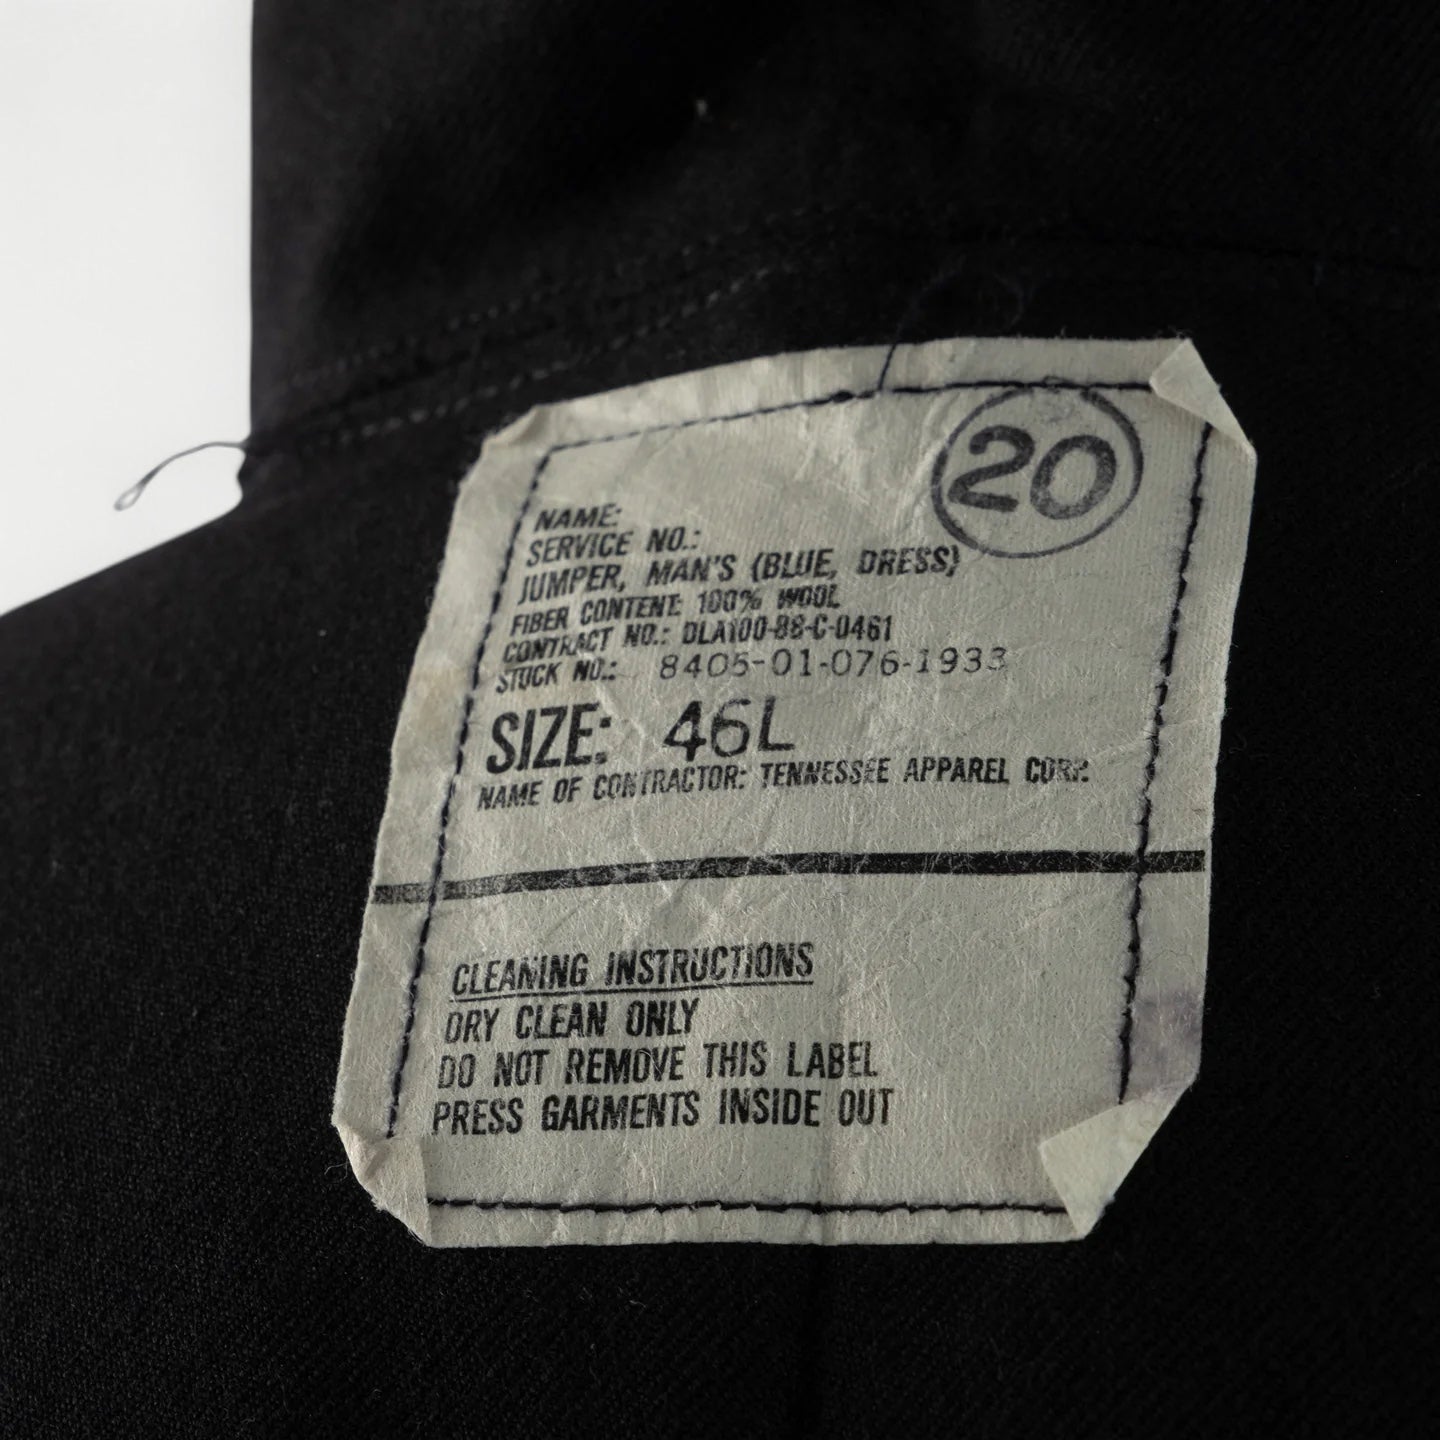 20
NAME:
SERVICE NO.:
JUMPER, MAN'S (BLUE, DRESS)
FIBER CONTENT: 100% WOOL
CONTRACT NO.: DLA100-88-C-0461
STOCK NO.: 8405-01-076-1933
SIZE: 46L
NAME OF CONTRACTOR: TENNESSEE APPAREL CORP.
CLEANING INSTRUCTIONS
DRY CLEAN ONLY
DO NOT REMOVE THIS LABEL
PRESS GARMENTS INSIDE OUT